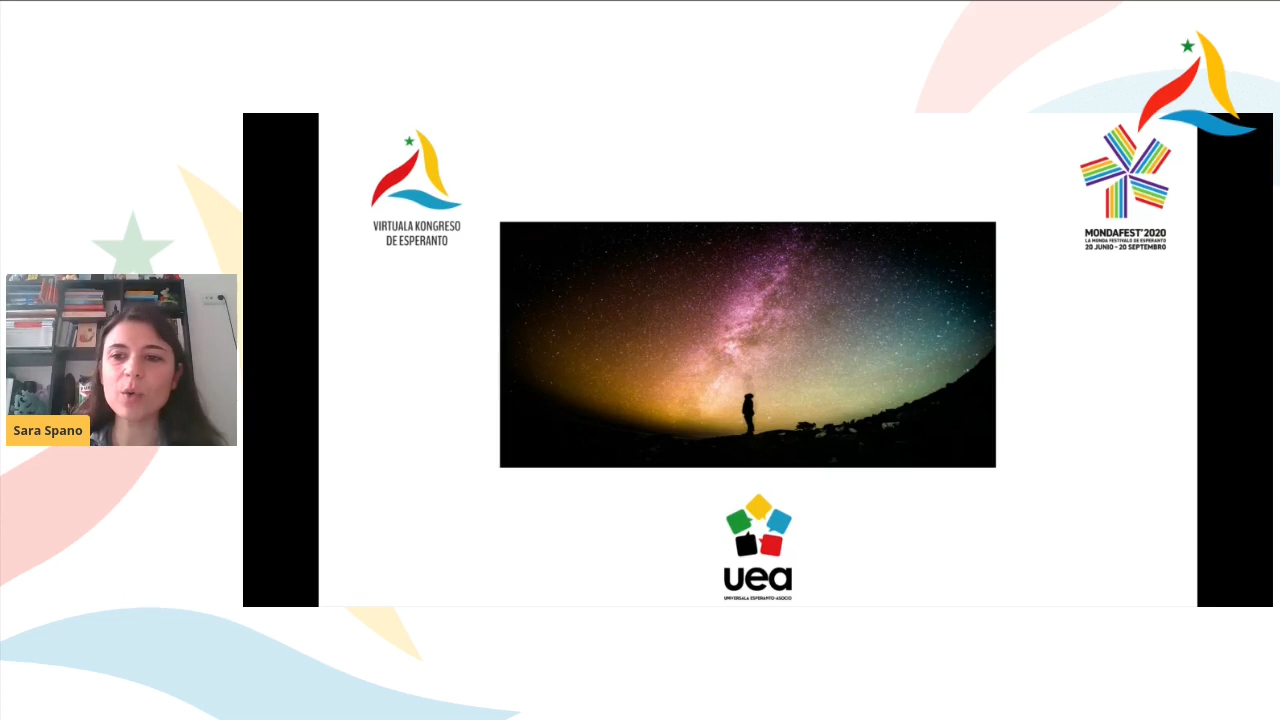 VIRTUALA KONGRESO
DE ESPERANTO
MONDAFEST'2020
LA MONDA FESTIVALO DE ESPERANTO
20 JUNIO - 20 SEPTEMBRO
Sara Spano
uea
UNIVERSALA ESPERANTO-ASOCIO